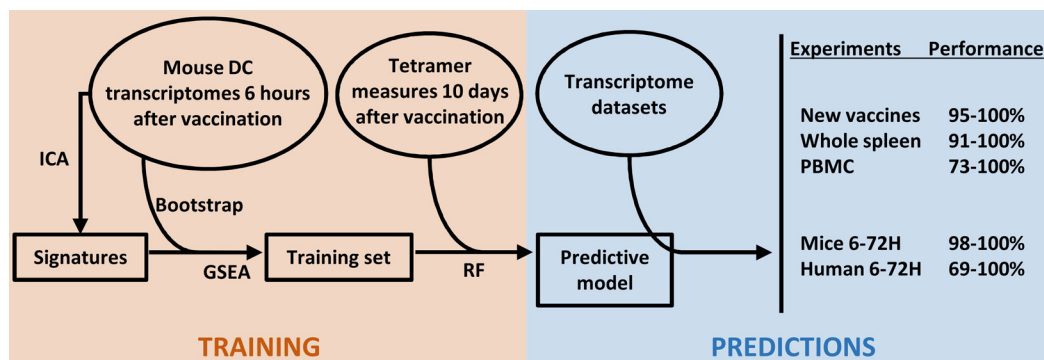 Mouse DC
transcriptomes 6 hours
after vaccination
Tetramer
measures 10 days
after vaccination
Transcriptome
datasets
ICA
Bootstrap
Signatures
GSEA
Training set
RF
Predictive
model
TRAINING
PREDICTIONS
Experiments Performance
New vaccines 95-100%
Whole spleen 91-100%
PBMC 73-100%
Mice 6-72H 98-100%
Human 6-72H 69-100%